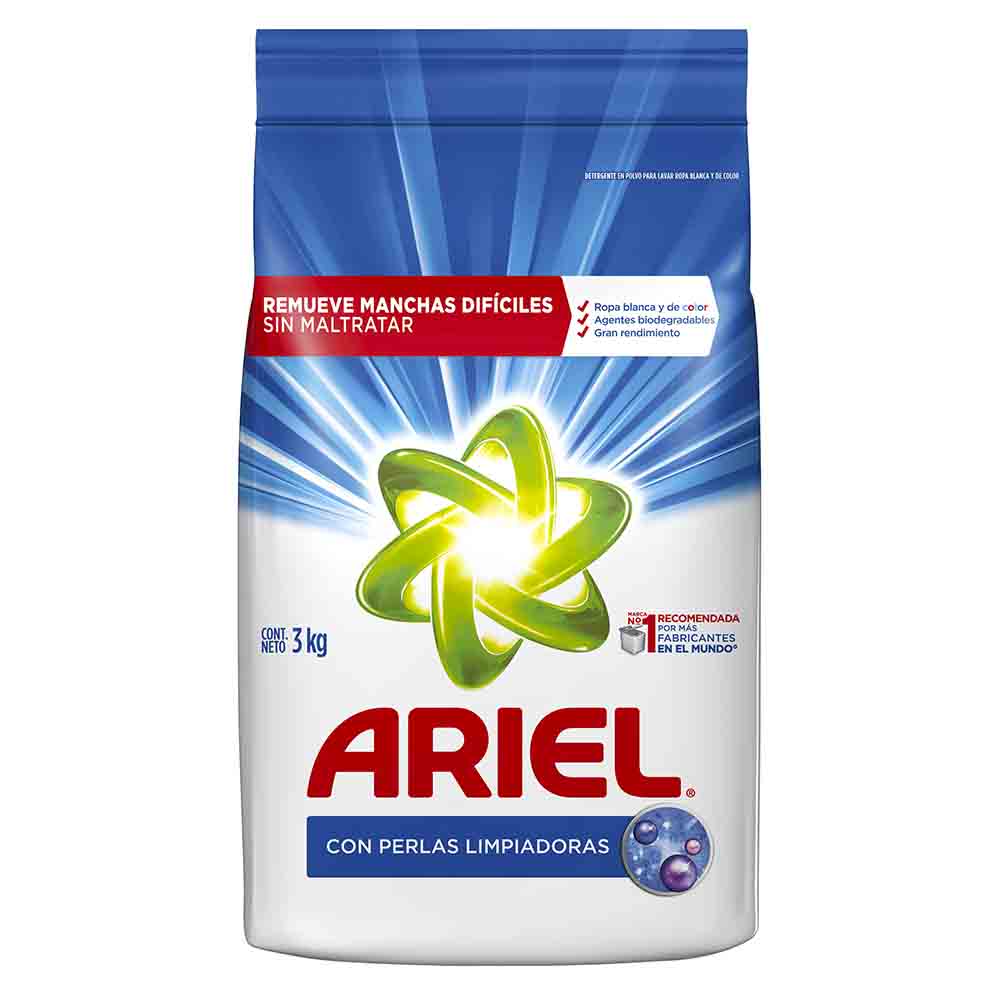 DETERGENTE EN POLVO PARA LAVAR ROPA BLANCA Y DE COLOR
REMUEVE MANCHAS DIFÍCILES
SIN MALTRATAR
Ropa blanca y de color
Agentes biodegradables
Gran rendimiento
CONT.
NETO 3 kg
MARCA
Nº1
RECOMENDADA
POR MÁS
FABRICANTES
EN EL MUNDO°
ARIEL®
CON PERLAS LIMPIADORAS